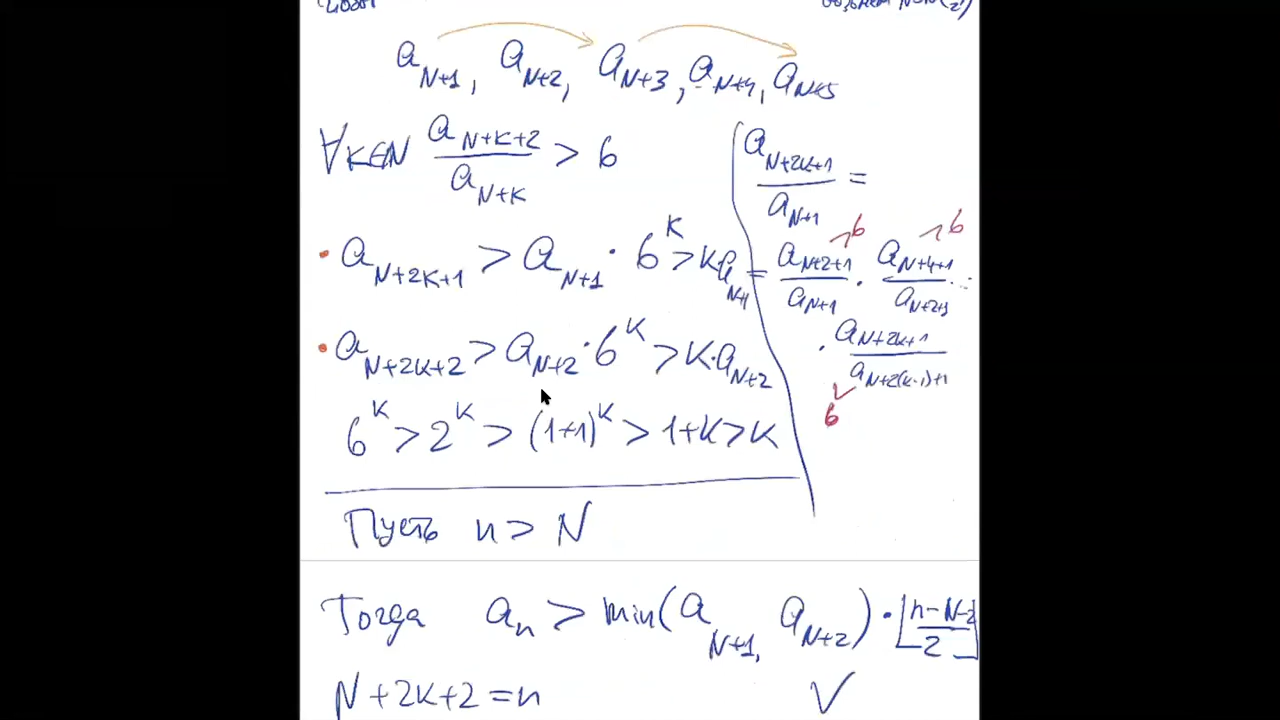 a_{N+1}, a_{N+2}, a_{N+3}, a_{N+4}, a_{N+5}
∀K∈N a_{N+K+2}/a_{N+K} > 6
a_{N+2K+1}/a_{N+1} =
• a_{N+2K+1} > a_{N+1} · 6^K > K a_{N+1}
= a_{N+2+1}/a_{N+1} · a_{N+4+1}/a_{N+2+1} ...
>6 >6
· a_{N+2K+1}/a_{N+2(K-1)+1}
> 6
• a_{N+2K+2} > a_{N+2} · 6^K > K · a_{N+2}
6^K > 2^K > (1+1)^K > 1+K > K
Пусть n > N
Тогда a_n > min(a_{N+1}, a_{N+2}) · ⌊(n-N-2)/2⌋
N+2K+2 = n